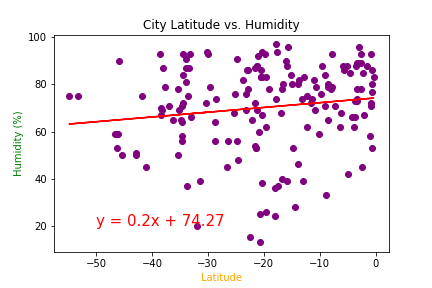 City Latitude vs. Humidity
100
80
60
40
20
Humidity (%)
y = 0.2x + 74.27
−50 −40 −30 −20 −10 0
Latitude